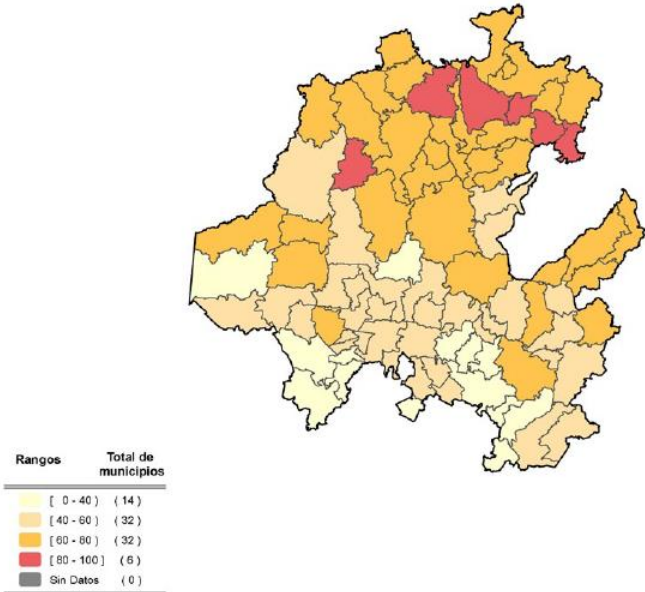 Rangos Total de municipios
[ 0 - 40 ) ( 14 )
[ 40 - 60 ) ( 32 )
[ 60 - 80 ) ( 32 )
[ 80 - 100 ] ( 6 )
Sin Datos ( 0 )